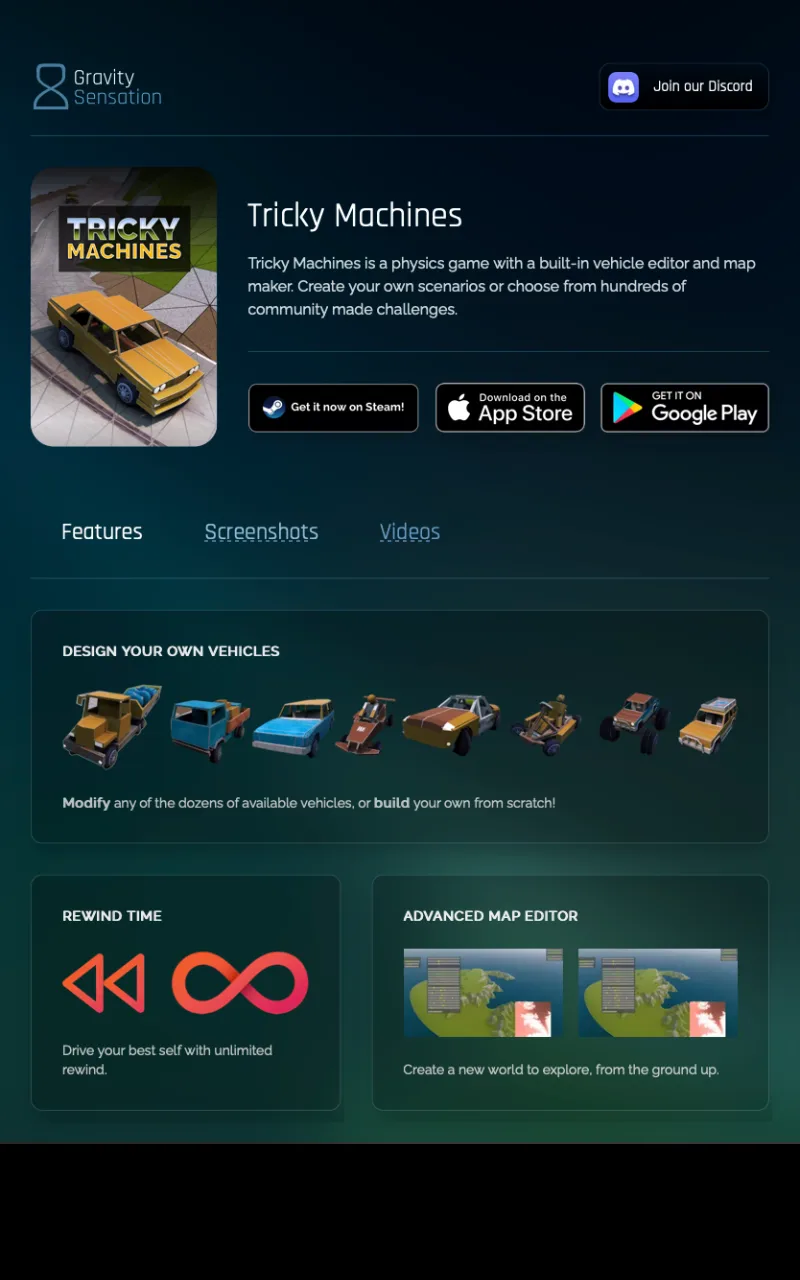 Gravity
Sensation
Join our Discord
TRICKY
MACHINES
Tricky Machines
Tricky Machines is a physics game with a built-in vehicle editor and map
maker. Create your own scenarios or choose from hundreds of
community made challenges.
Get it now on Steam!
Download on the
App Store
GET IT ON
Google Play
Features
Screenshots
Videos
DESIGN YOUR OWN VEHICLES
Modify any of the dozens of available vehicles, or build your own from scratch!
REWIND TIME
ADVANCED MAP EDITOR
Drive your best self with unlimited
rewind.
Create a new world to explore, from the ground up.